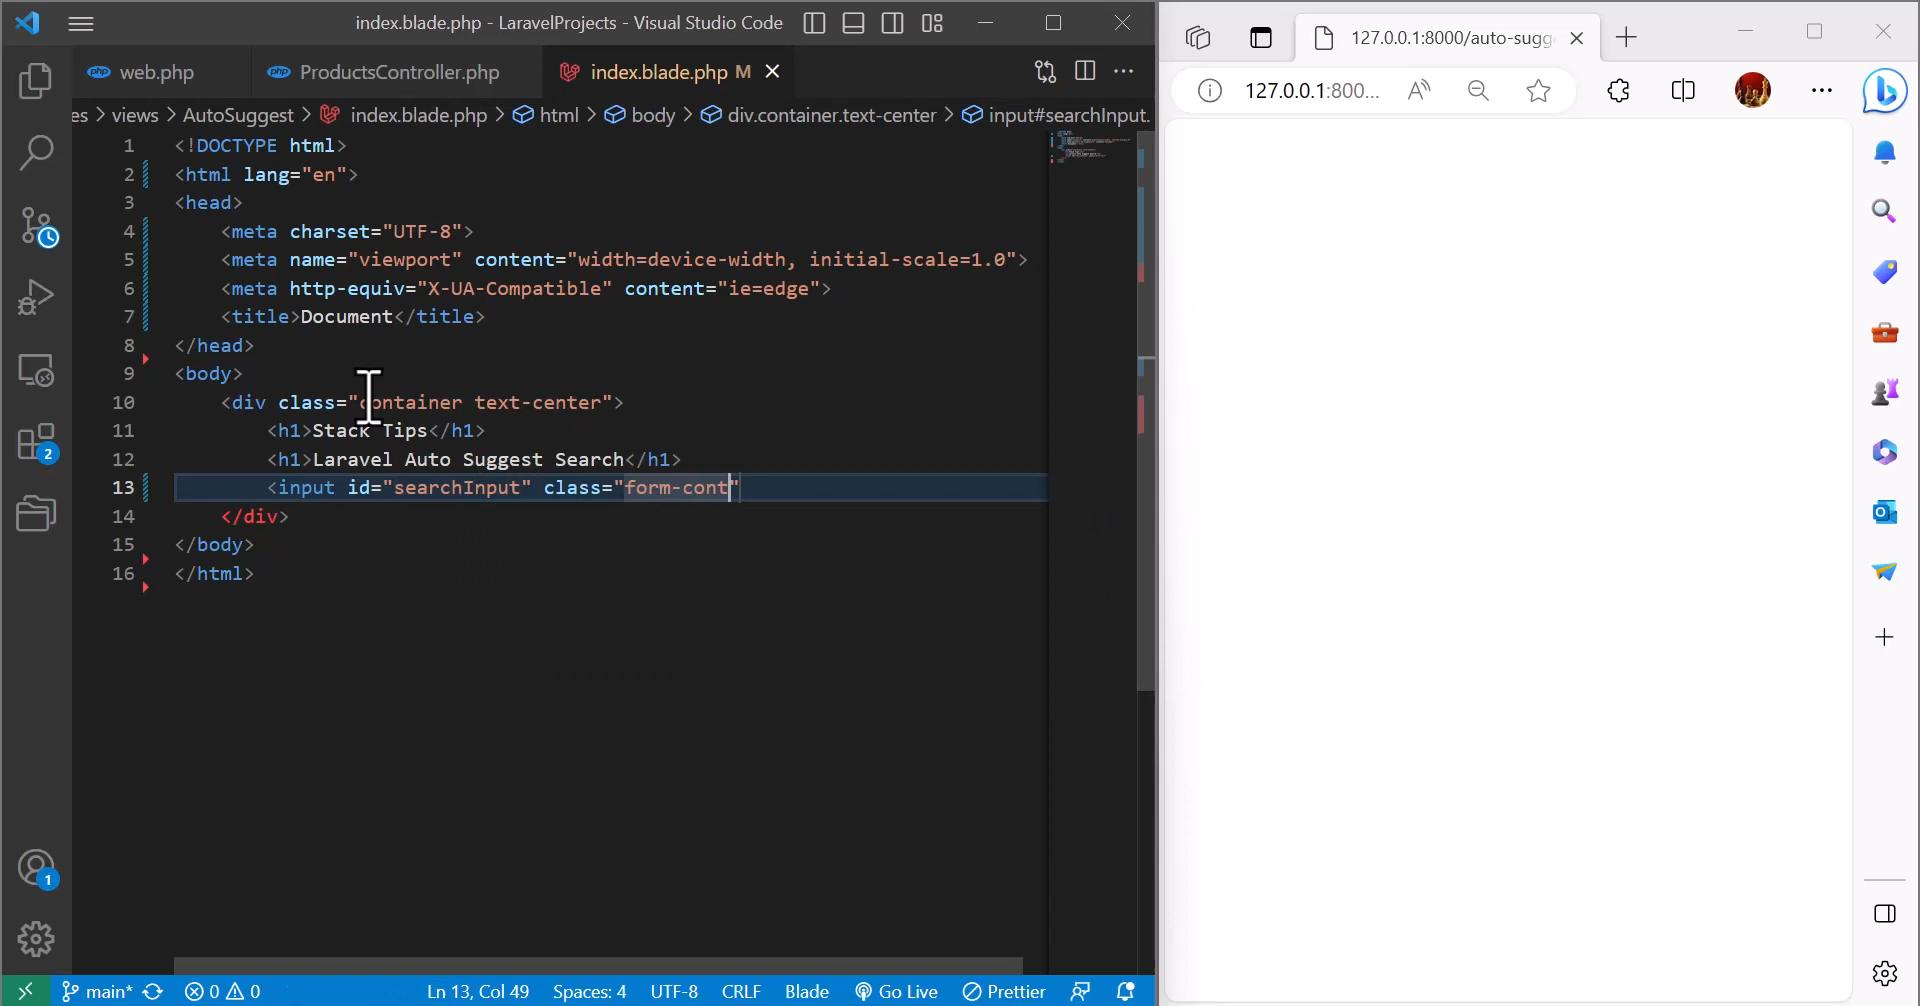 index.blade.php - LaravelProjects - Visual Studio Code
web.php
ProductsController.php
index.blade.php M
es > views > AutoSuggest > index.blade.php > html > body > div.container.text-center > input#searchInput.
1 <!DOCTYPE html>
2 <html lang="en">
3 <head>
4 <meta charset="UTF-8">
5 <meta name="viewport" content="width=device-width, initial-scale=1.0">
6 <meta http-equiv="X-UA-Compatible" content="ie=edge">
7 <title>Document</title>
8 </head>
9 <body>
10 <div class="container text-center">
11 <h1>Stack Tips</h1>
12 <h1>Laravel Auto Suggest Search</h1>
13 <input id="searchInput" class="form-cont"
14 </div>
15 </body>
16 </html>
2
1
main* 0 0 Ln 13, Col 49 Spaces: 4 UTF-8 CRLF Blade Go Live Prettier
127.0.0.1:8000/auto-sugg
127.0.0.1:800...